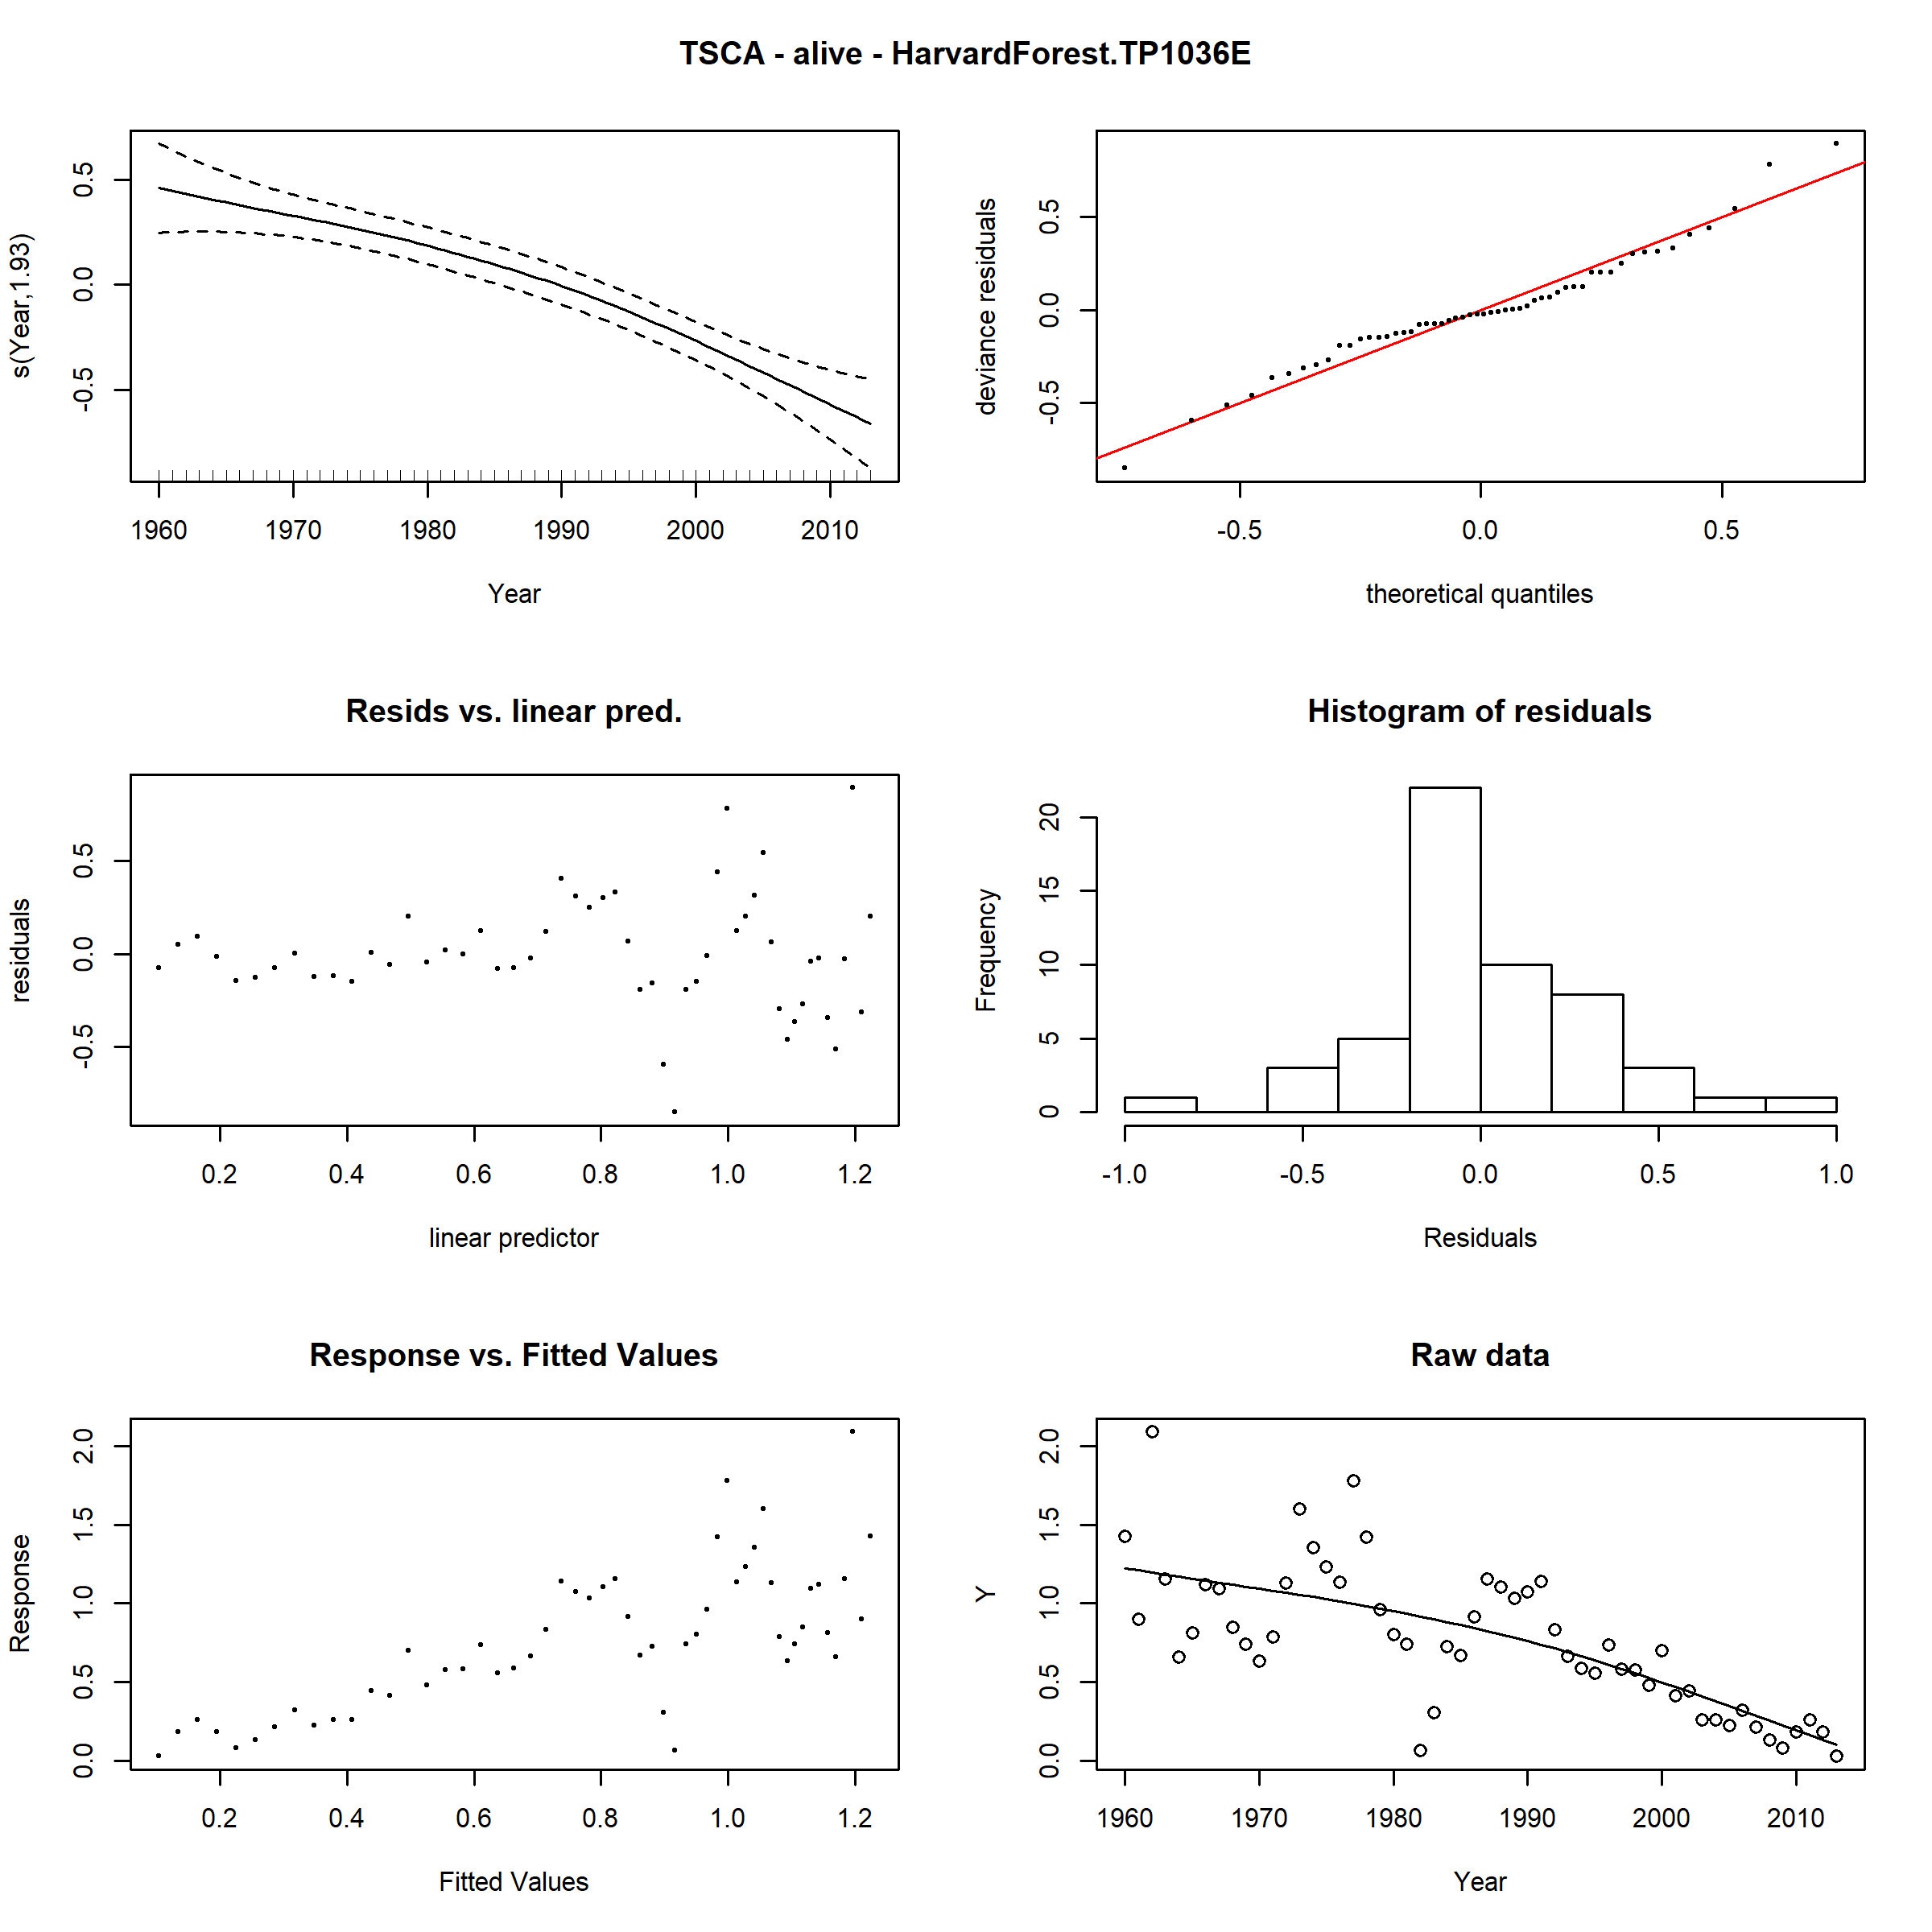 TSCA - alive - HarvardForest.TP1036E
s(Year,1.93)
0.5
0.0
-0.5
1960 1970 1980 1990 2000 2010
Year
deviance residuals
0.5
0.0
-0.5
-0.5 0.0 0.5
theoretical quantiles
Resids vs. linear pred.
residuals
0.5
0.0
-0.5
0.2 0.4 0.6 0.8 1.0 1.2
linear predictor
Histogram of residuals
Frequency
20
15
10
5
0
-1.0 -0.5 0.0 0.5 1.0
Residuals
Response vs. Fitted Values
Response
2.0
1.5
1.0
0.5
0.0
0.2 0.4 0.6 0.8 1.0 1.2
Fitted Values
Raw data
Y
2.0
1.5
1.0
0.5
0.0
1960 1970 1980 1990 2000 2010
Year